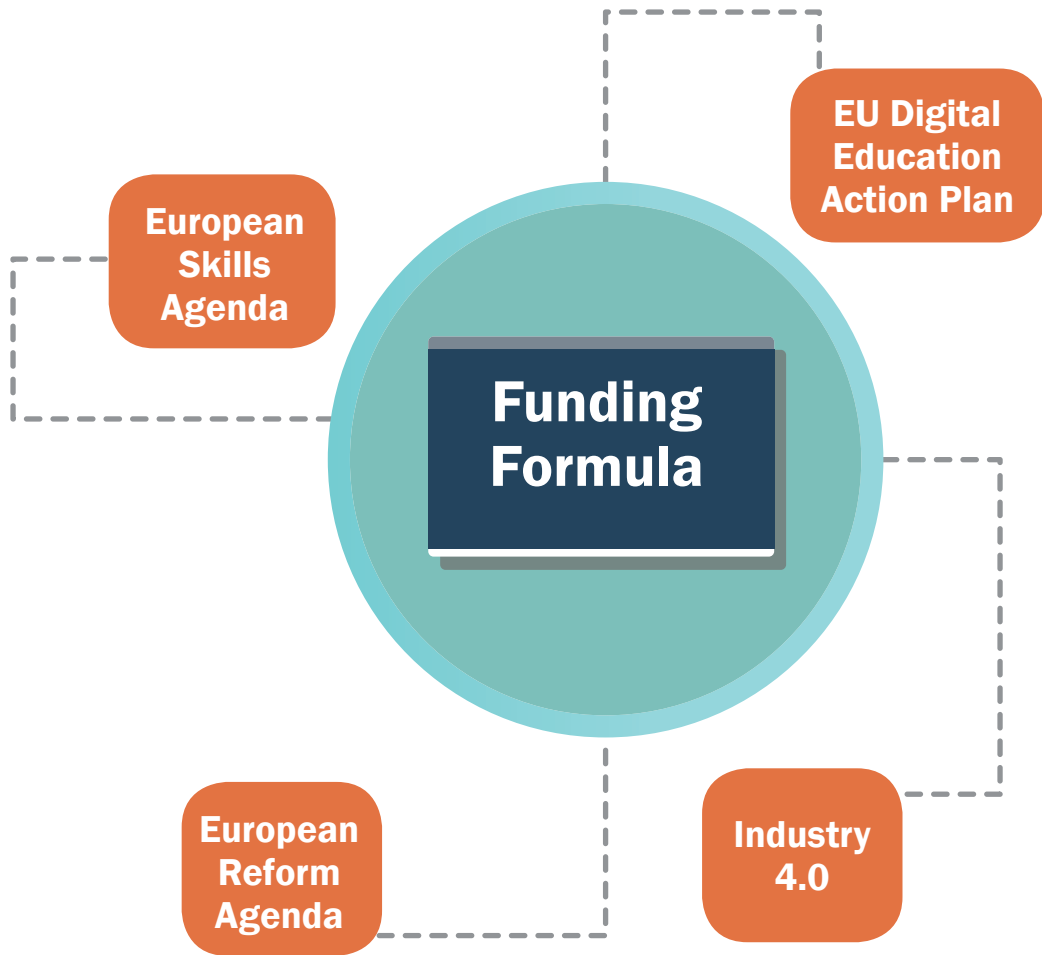 EU Digital
Education
Action Plan
European
Skills
Agenda
Funding
Formula
European
Reform
Agenda
Industry
4.0